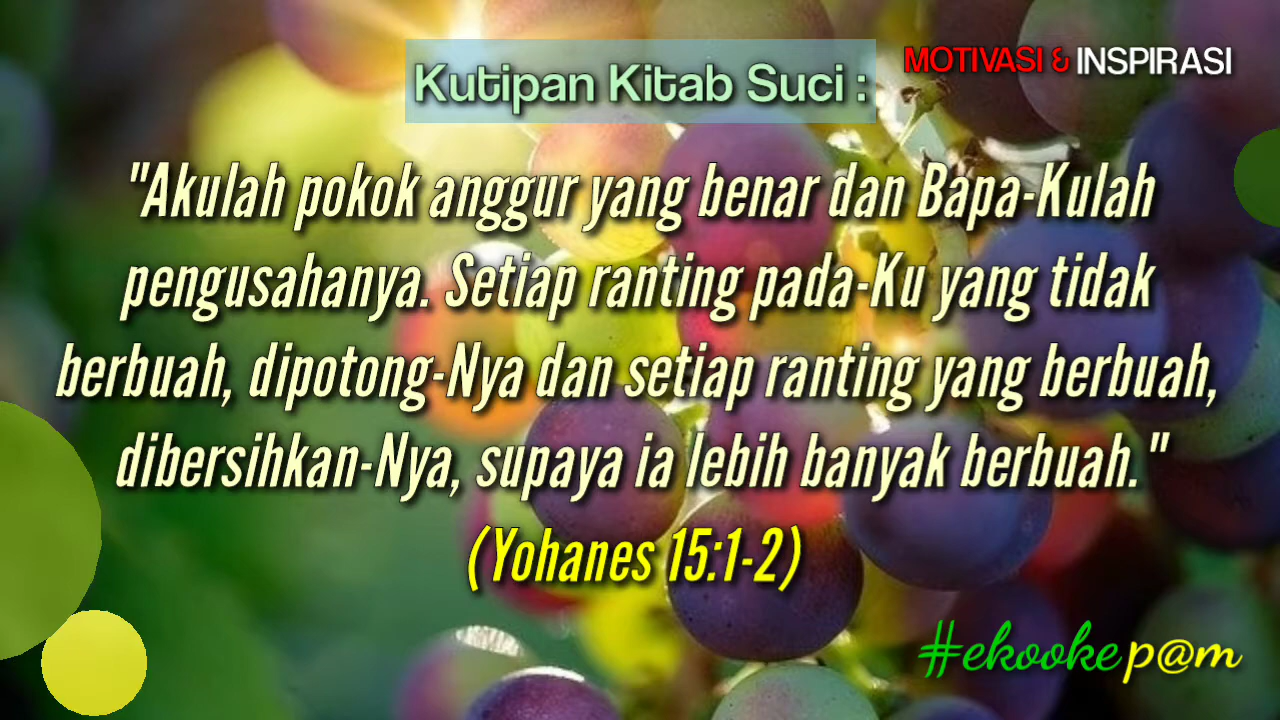 MOTIVASI & INSPIRASI
Kutipan Kitab Suci :
"Akulah pokok anggur yang benar dan Bapa-Kulah
pengusahanya. Setiap ranting pada-Ku yang tidak
berbuah, dipotong-Nya dan setiap ranting yang berbuah,
dibersihkan-Nya, supaya ia lebih banyak berbuah."
(Yohanes 15:1-2)
#ekookep@m